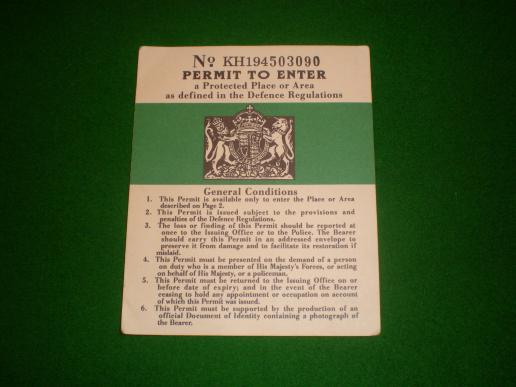 Nº KH194503090
PERMIT TO ENTER
a Protected Place or Area
as defined in the Defence Regulations
General Conditions
1. This Permit is available only to enter the Place or Area
described on Page 2.
2. This Permit is issued subject to the provisions and
penalties of the Defence Regulations.
3. The loss or finding of this Permit should be reported at
once to the Issuing Office or to the Police. The Bearer
should carry this Permit in an addressed envelope to
preserve it from damage and to facilitate its restoration if
mislaid.
4. This Permit must be presented on the demand of a person
on duty who is a member of His Majesty's Forces, or acting
on behalf of His Majesty, or a policeman.
5. This Permit must be returned to the Issuing Office on or
before date of expiry; and in the event of the Bearer
ceasing to hold any appointment or occupation on account
of which this Permit was issued.
6. This Permit must be supported by the production of an
official Document of Identity containing a photograph of
the Bearer.